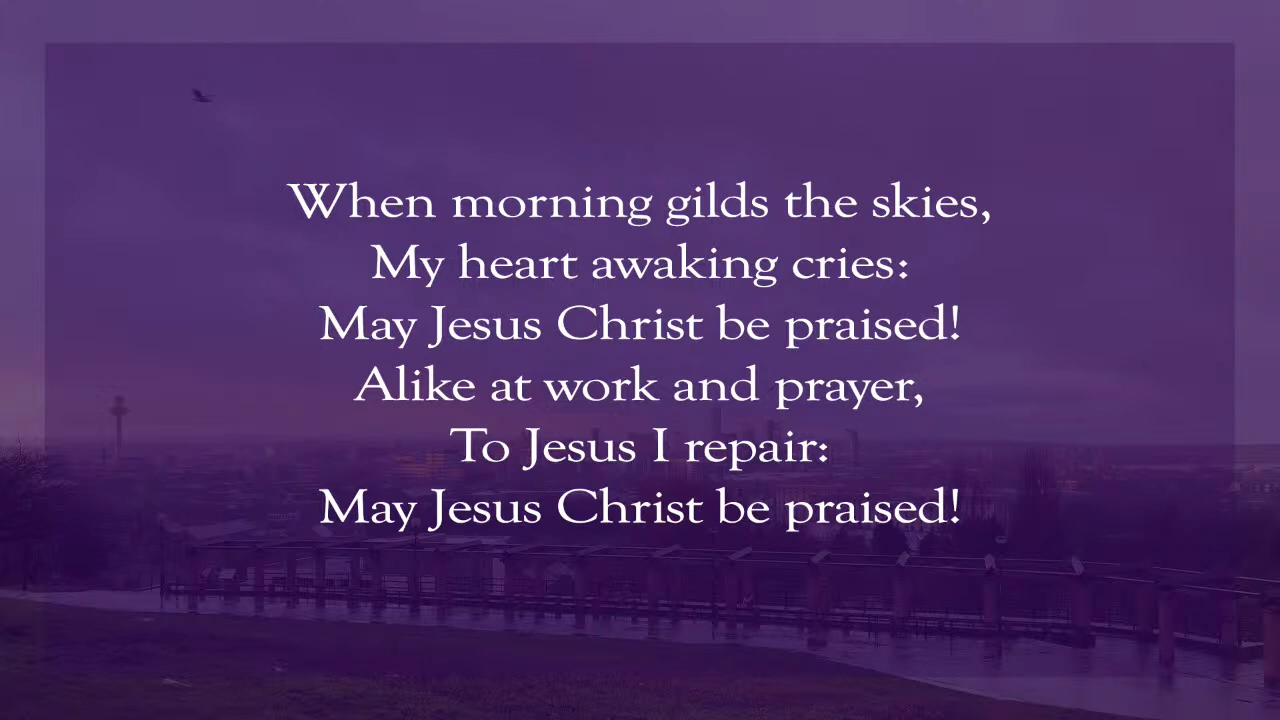 When morning gilds the skies,
My heart awaking cries:
May Jesus Christ be praised!
Alike at work and prayer,
To Jesus I repair:
May Jesus Christ be praised!